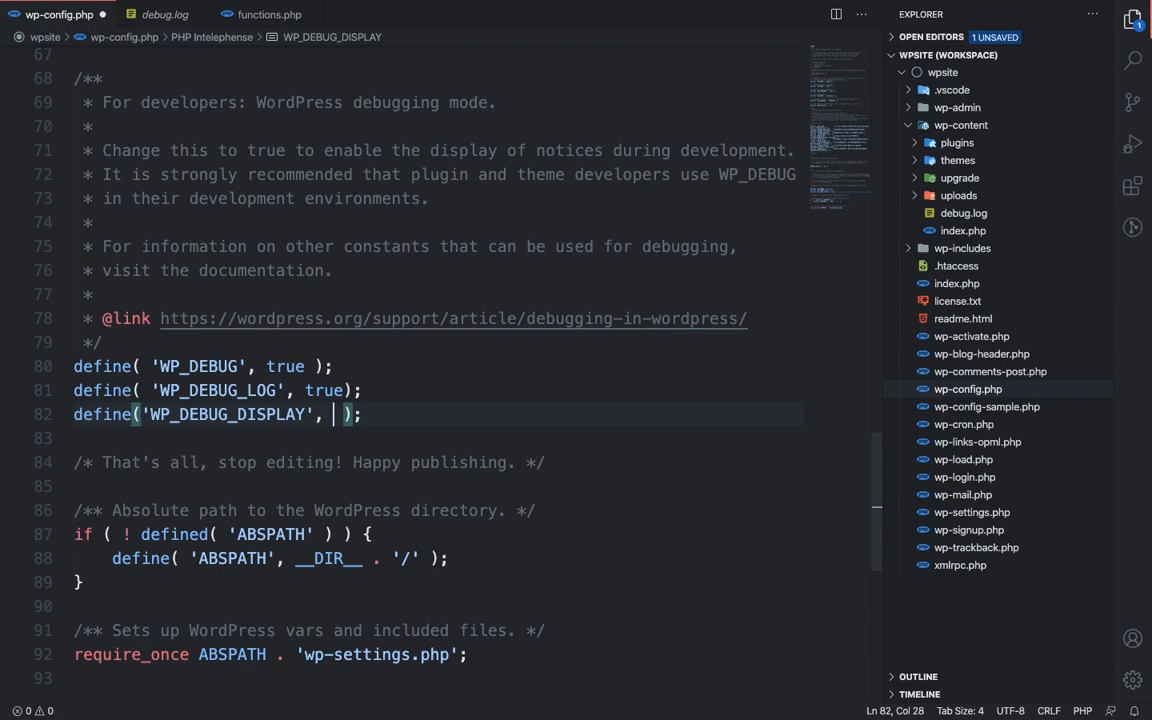 wp-config.php
debug.log
functions.php
wpsite
wp-config.php
PHP Intelephense
WP_DEBUG_DISPLAY
67
68 /**
69 * For developers: WordPress debugging mode.
70 *
71 * Change this to true to enable the display of notices during development.
72 * It is strongly recommended that plugin and theme developers use WP_DEBUG
73 * in their development environments.
74 *
75 * For information on other constants that can be used for debugging,
76 * visit the documentation.
77 *
78 * @link https://wordpress.org/support/article/debugging-in-wordpress/
79 */
80 define( 'WP_DEBUG', true );
81 define( 'WP_DEBUG_LOG', true);
82 define('WP_DEBUG_DISPLAY', );
83
84 /* That's all, stop editing! Happy publishing. */
85
86 /** Absolute path to the WordPress directory. */
87 if ( ! defined( 'ABSPATH' ) ) {
88 define( 'ABSPATH', __DIR__ . '/' );
89 }
90
91 /** Sets up WordPress vars and included files. */
92 require_once ABSPATH . 'wp-settings.php';
93
EXPLORER
OPEN EDITORS 1 UNSAVED
WPSITE (WORKSPACE)
wpsite
.vscode
wp-admin
wp-content
plugins
themes
upgrade
uploads
debug.log
index.php
wp-includes
.htaccess
index.php
license.txt
readme.html
wp-activate.php
wp-blog-header.php
wp-comments-post.php
wp-config.php
wp-config-sample.php
wp-cron.php
wp-links-opml.php
wp-load.php
wp-login.php
wp-mail.php
wp-settings.php
wp-signup.php
wp-trackback.php
xmlrpc.php
OUTLINE
TIMELINE
1
0 0
Ln 82, Col 28 Tab Size: 4 UTF-8 CRLF PHP